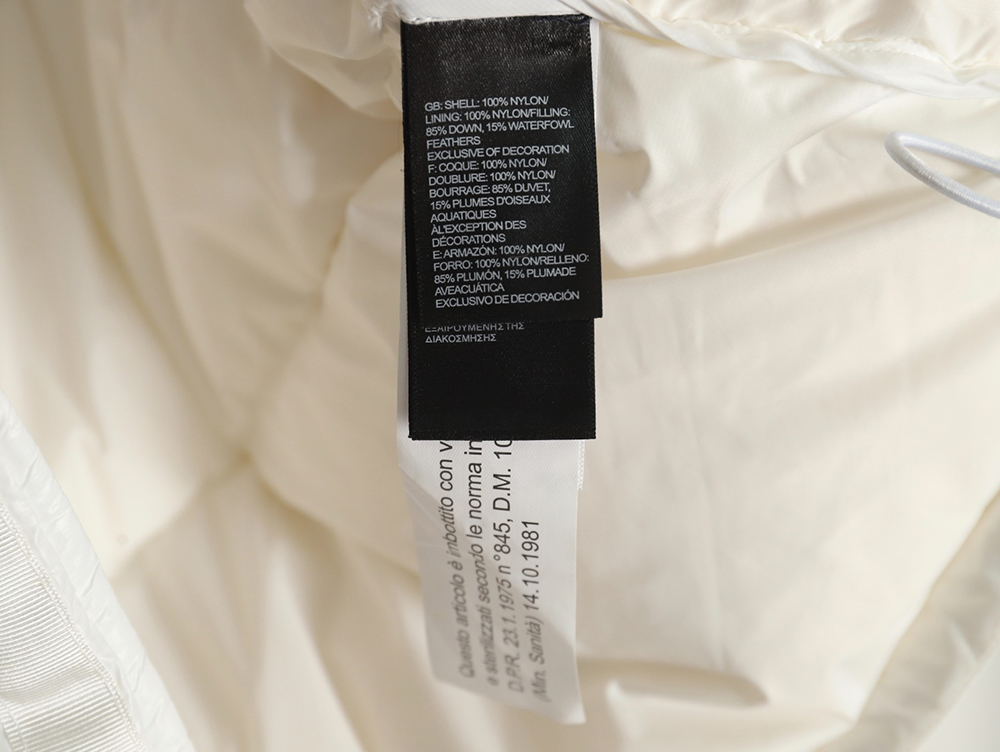 GB: SHELL: 100% NYLON/
LINING: 100% NYLON/FILLING:
85% DOWN, 15% WATERFOWL
FEATHERS
EXCLUSIVE OF DECORATION
F: COQUE: 100% NYLON/
DOUBLURE: 100% NYLON/
BOURRAGE: 85% DUVET,
15% PLUMES D'OISEAUX
AQUATIQUES
ÀL'EXCEPTION DES
DÉCORATIONS
E: ARMAZÓN: 100% NYLON/
FORRO: 100% NYLON/RELLENO:
85% PLUMÓN, 15% PLUMADE
AVEACUÁTICA
EXCLUSIVO DE DECORACIÓN
ΕΞΑΙΡΟΥΜΕΝΗΣ ΤΗΣ
ΔΙΑΚΟΣΜΗΣΗΣ
Questo articolo è imbottito con
e sterilizzati secondo le norma in
D.P.R. 23.1.1975 n°845, D.M. 10
(Min. Sanità) 14.10.1981